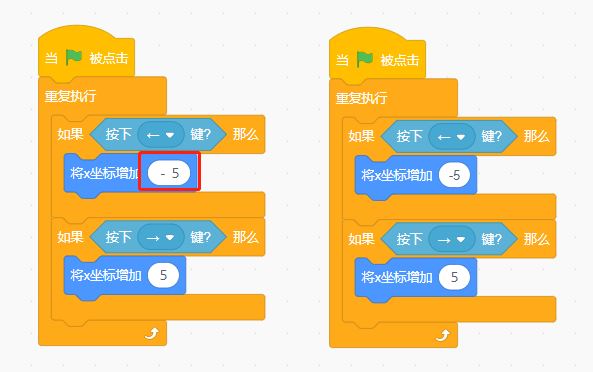 当 被点击
重复执行
如果 按下 ← 键? 那么
将x坐标增加 - 5
如果 按下 → 键? 那么
将x坐标增加 5
当 被点击
重复执行
如果 按下 ← 键? 那么
将x坐标增加 -5
如果 按下 → 键? 那么
将x坐标增加 5